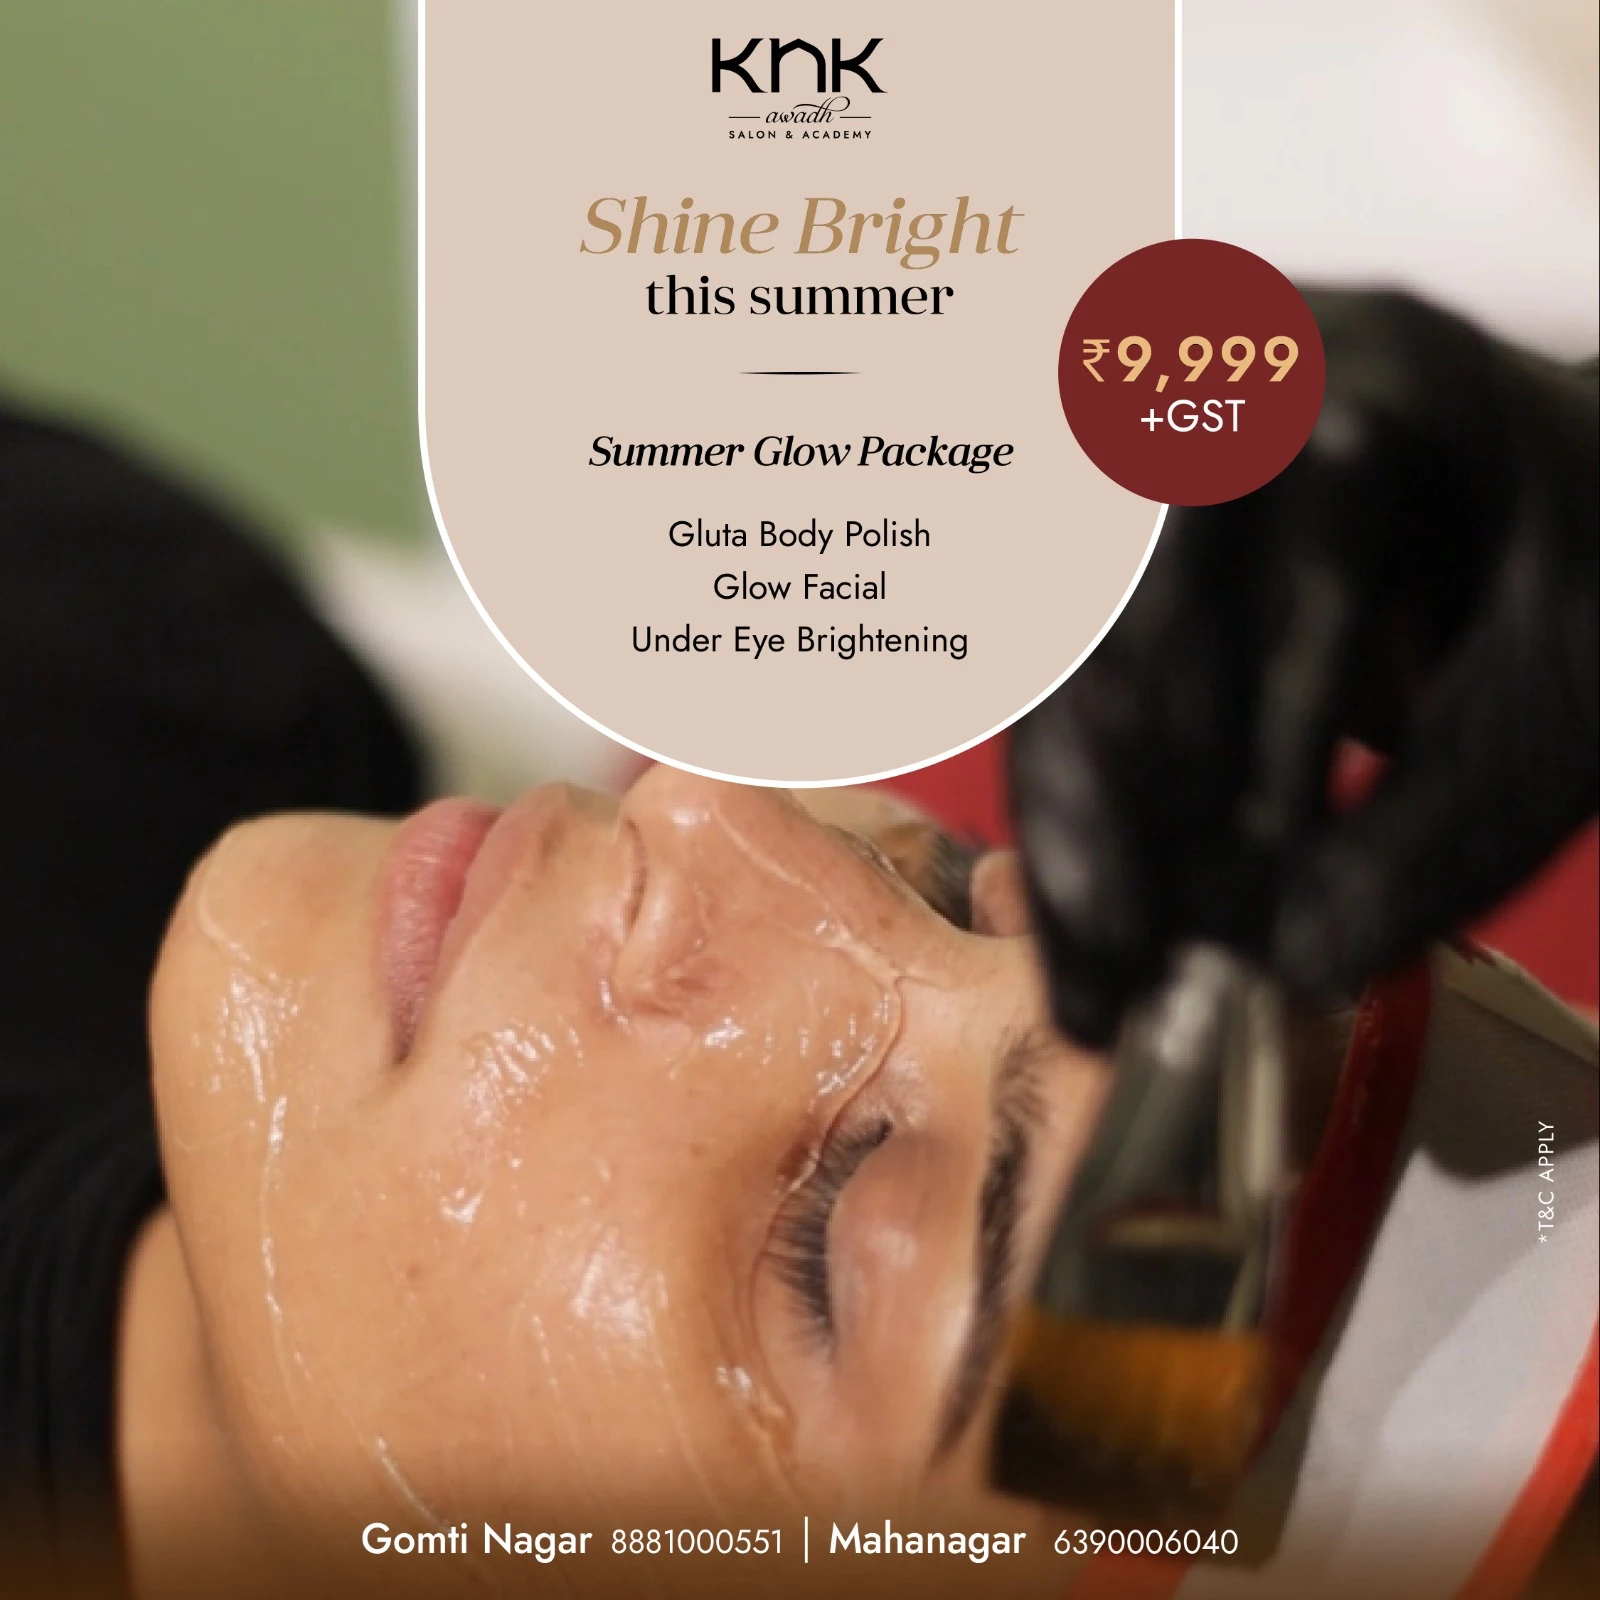 KNK
awadh
SALON & ACADEMY
Shine Bright
this summer
₹9,999
+GST
Summer Glow Package
Gluta Body Polish
Glow Facial
Under Eye Brightening
*T&C APPLY
Gomti Nagar 8881000551 | Mahanagar 6390006040